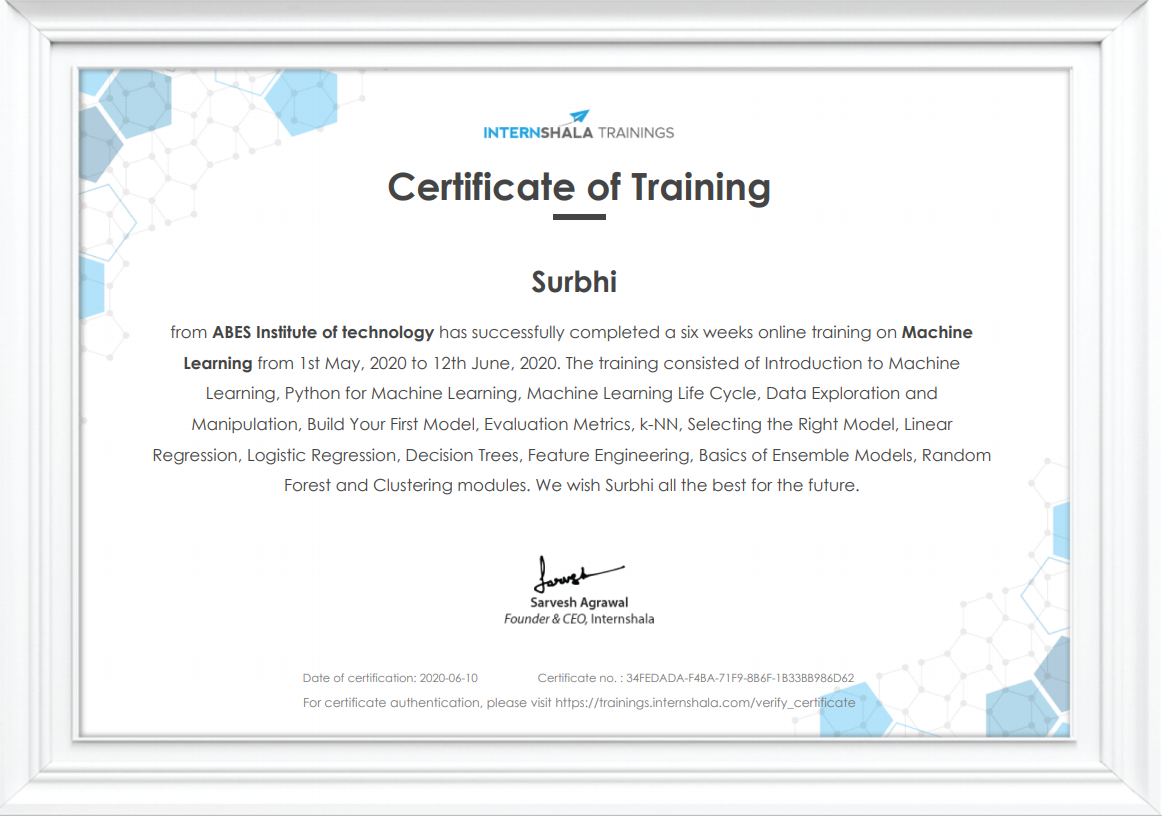 INTERNSHALA TRAININGS
Certificate of Training
Surbhi
from ABES Institute of technology has successfully completed a six weeks online training on Machine
Learning from 1st May, 2020 to 12th June, 2020. The training consisted of Introduction to Machine
Learning, Python for Machine Learning, Machine Learning Life Cycle, Data Exploration and
Manipulation, Build Your First Model, Evaluation Metrics, k-NN, Selecting the Right Model, Linear
Regression, Logistic Regression, Decision Trees, Feature Engineering, Basics of Ensemble Models, Random
Forest and Clustering modules. We wish Surbhi all the best for the future.
Sarvesh
Sarvesh Agrawal
Founder & CEO, Internshala
Date of certification: 2020-06-10 Certificate no. : 34FEDADA-F4BA-71F9-8B6F-1B33BB986D62
For certificate authentication, please visit https://trainings.internshala.com/verify_certificate